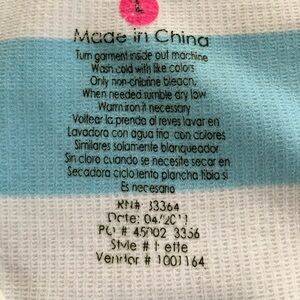 Made in China
Turn garment inside out machine
Wash cold with like colors
Only non-chlorine bleach,
When needed tumble dry low
Warm iron it necessary
Voltear la prenda al reves lavar en
Lavadora con agua fria con colores
Similares solamente blanqueador
Sin cloro cuando se necesite secar en
Secadora ciclo lento plancha tibia si
Es necesario
RN# 33364
Date: 04/2011
PO # 45002 3356
Style #
Vendor # 1001164